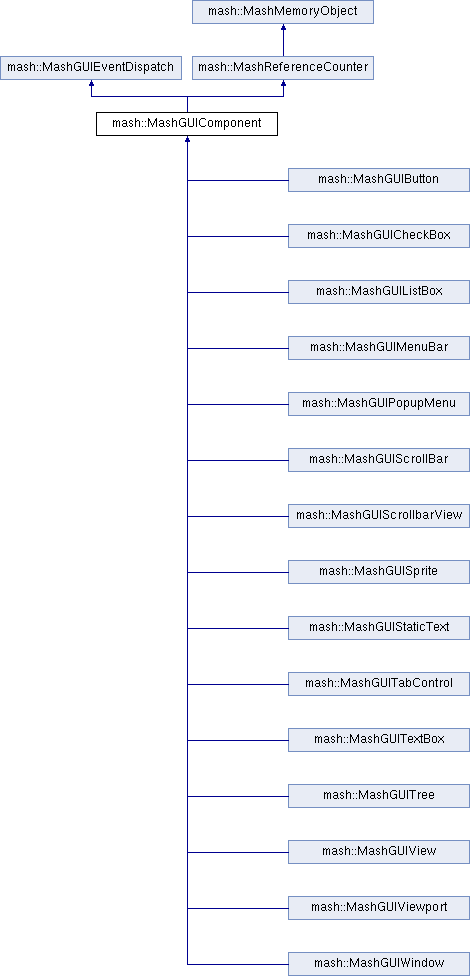 mash::MashMemoryObject
mash::MashGUIEventDispatch
mash::MashReferenceCounter
mash::MashGUIComponent
mash::MashGUIButton
mash::MashGUICheckBox
mash::MashGUIListBox
mash::MashGUIMenuBar
mash::MashGUIPopupMenu
mash::MashGUIScrollBar
mash::MashGUIScrollbarView
mash::MashGUISprite
mash::MashGUIStaticText
mash::MashGUITabControl
mash::MashGUITextBox
mash::MashGUITree
mash::MashGUIView
mash::MashGUIViewport
mash::MashGUIWindow